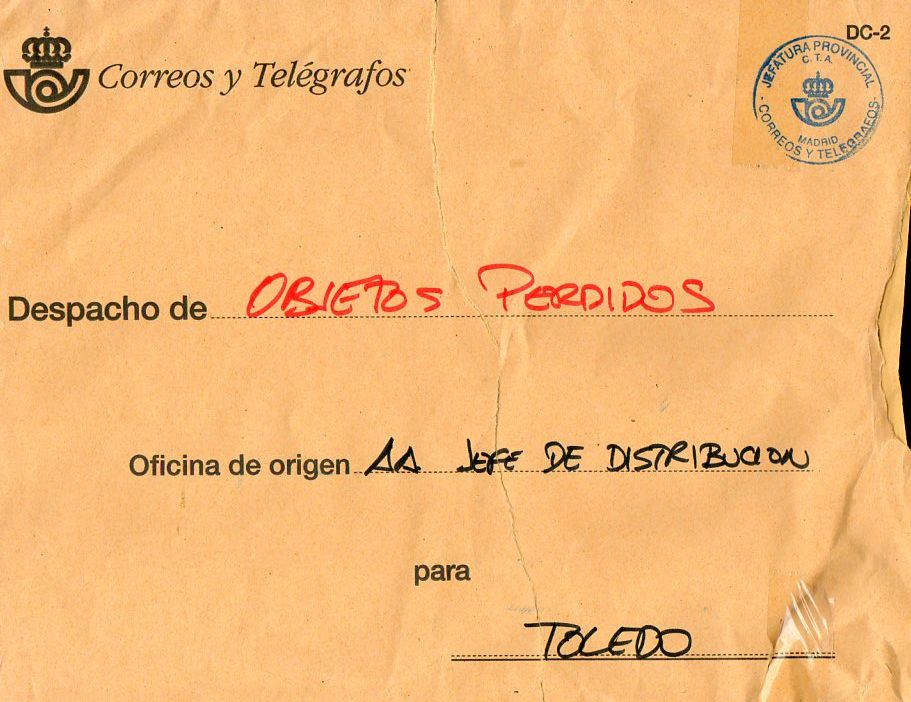 DC-2
Correos y Telégrafos
JEFATURA PROVINCIAL
C.T.A.
MADRID
CORREOS Y TELEGRAFOS
Despacho de OBJETOS PERDIDOS
Oficina de origen AA JEFE DE DISTRIBUCION
para
TOLEDO